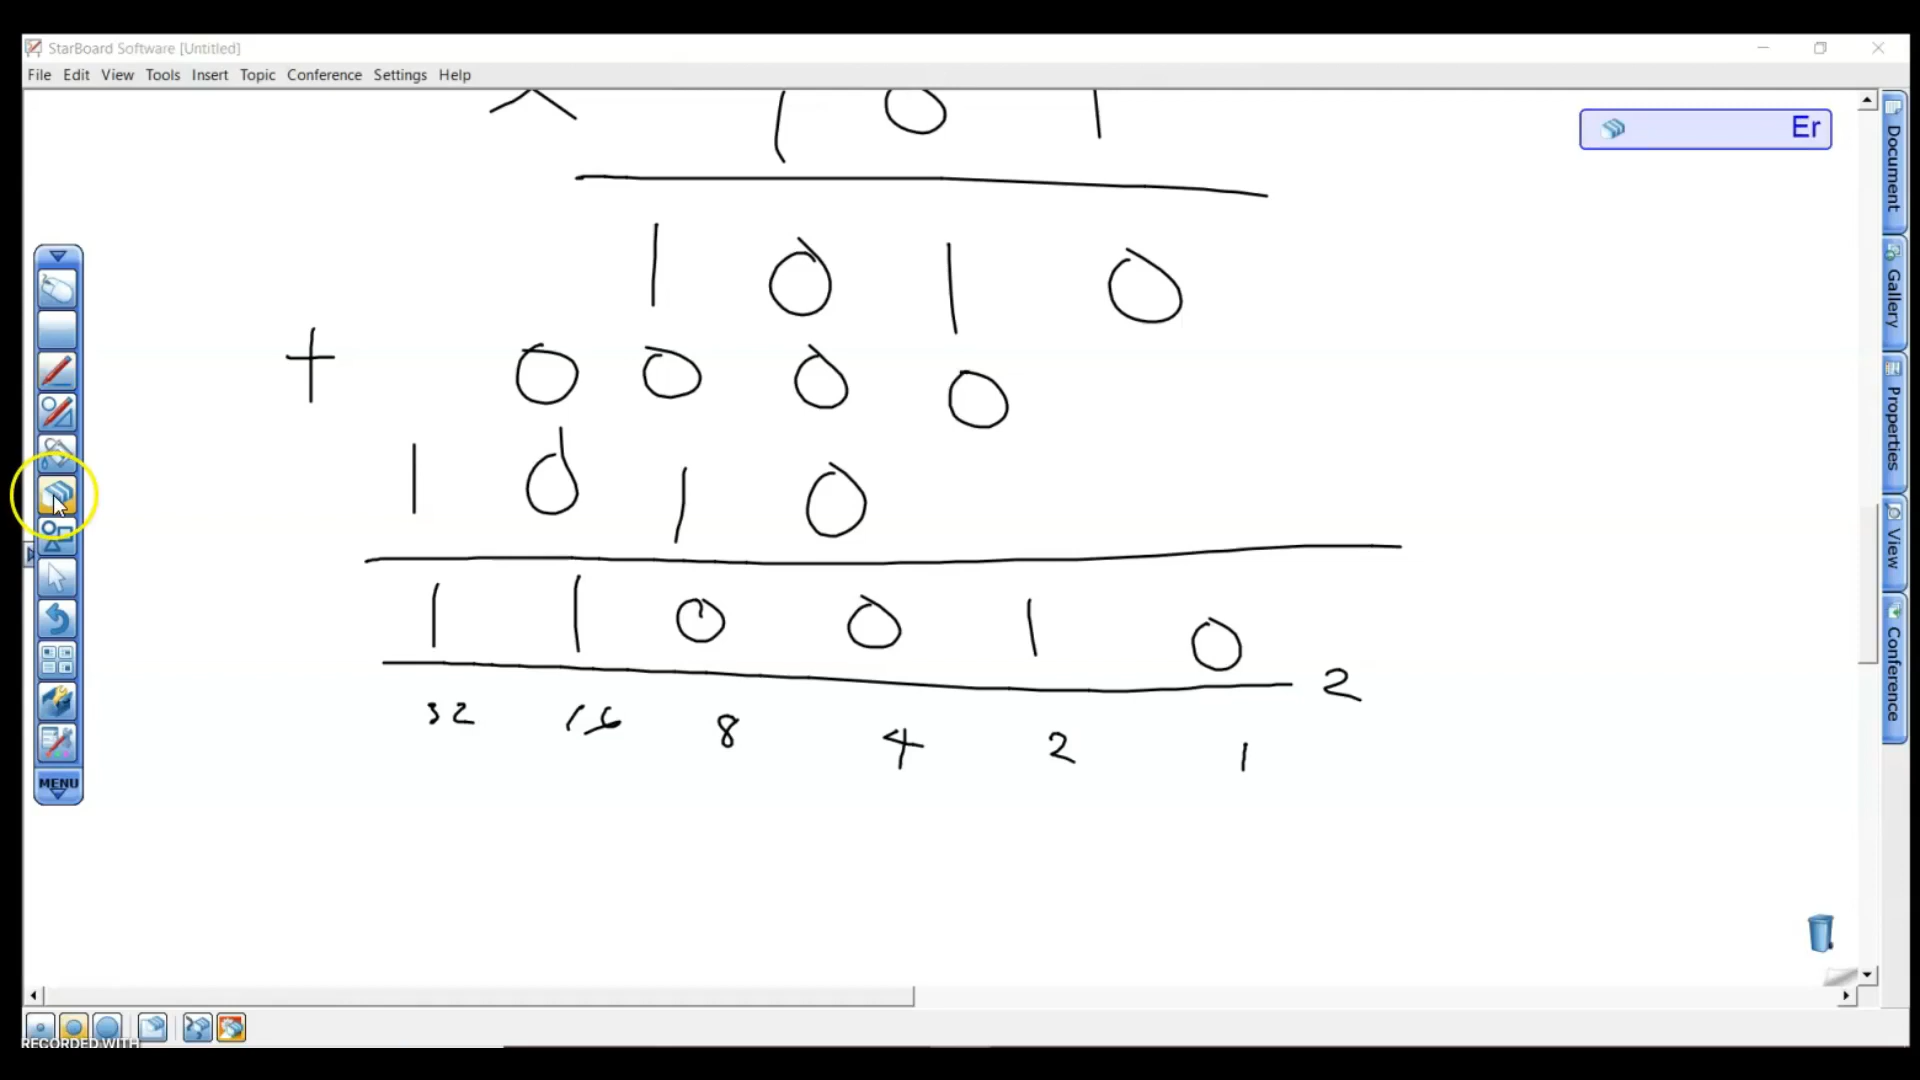 StarBoard Software [Untitled]
File Edit View Tools Insert Topic Conference Settings Help
1 0 1
Er
1 0 1 0
+ 0 0 0 0
1 0 1 0
1 1 0 0 1 0 2
32 16 8 4 2 1
MENU
Document
Gallery
Properties
View
Conference
RECORDED WITH